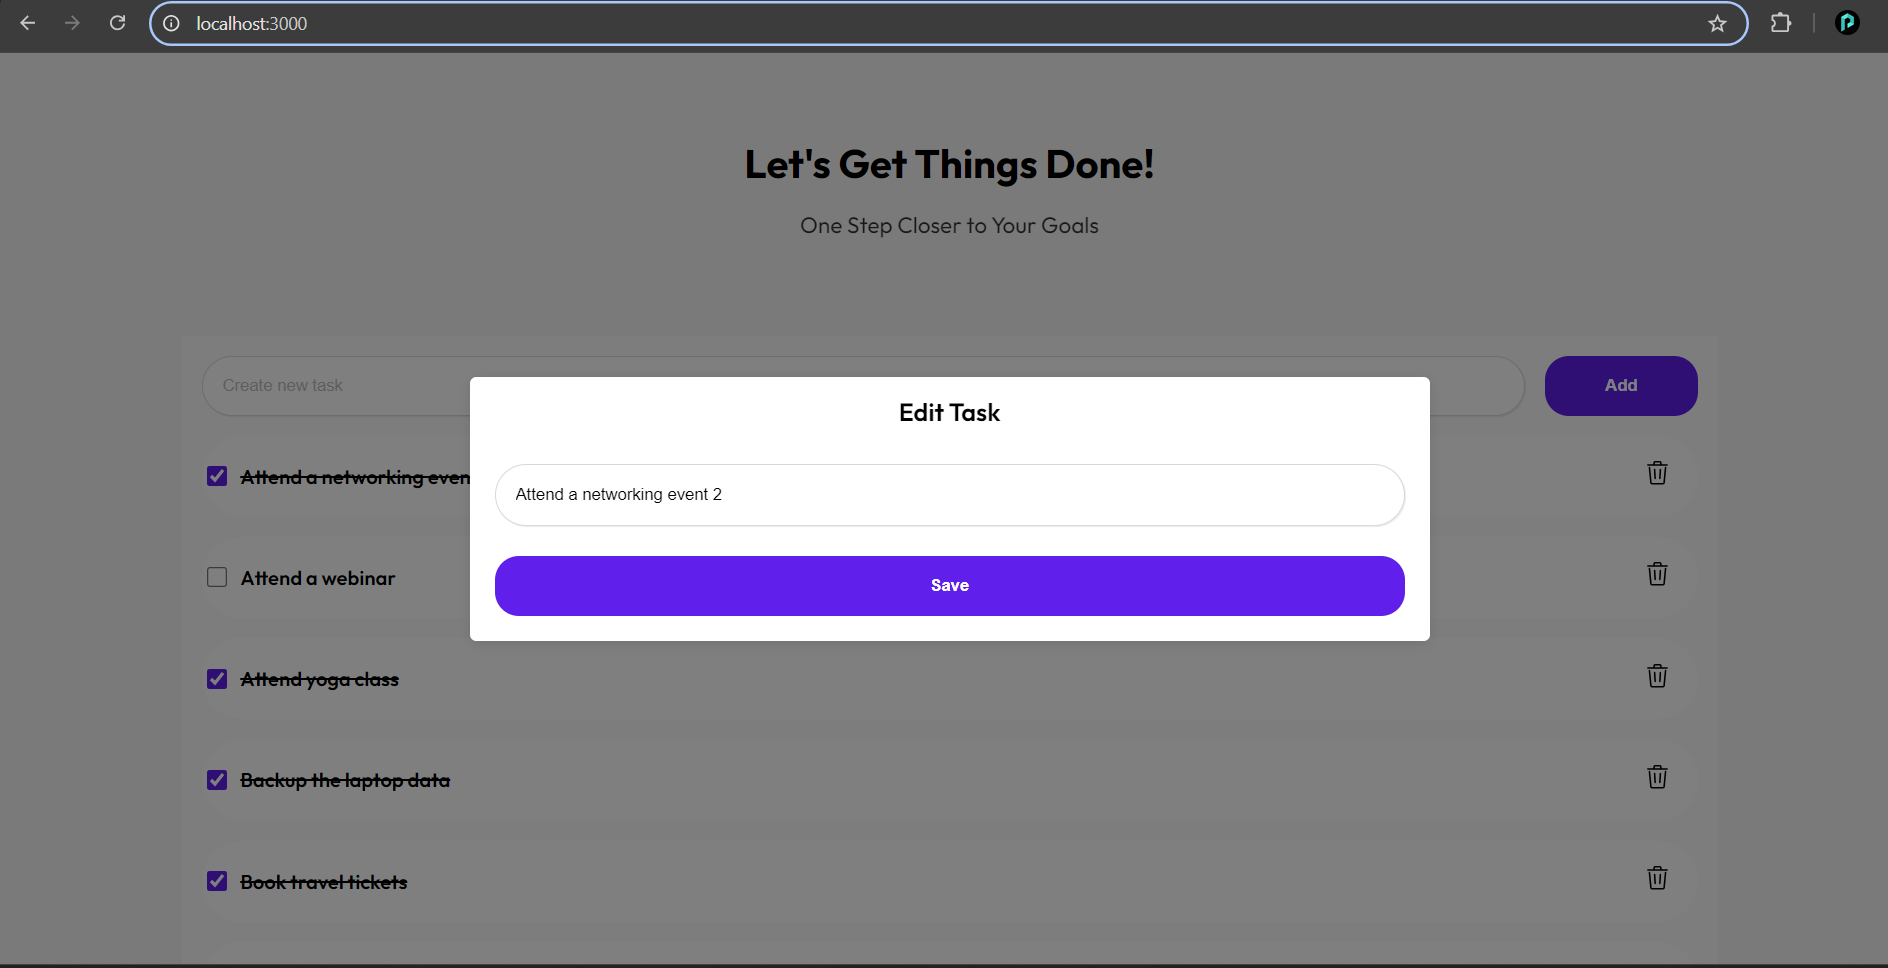 localhost:3000
Let's Get Things Done!
One Step Closer to Your Goals
Create new task
Add
Edit Task
Attend a networking event 2
Save
Attend a networking even
Attend a webinar
Attend yoga class
Backup the laptop data
Book travel tickets